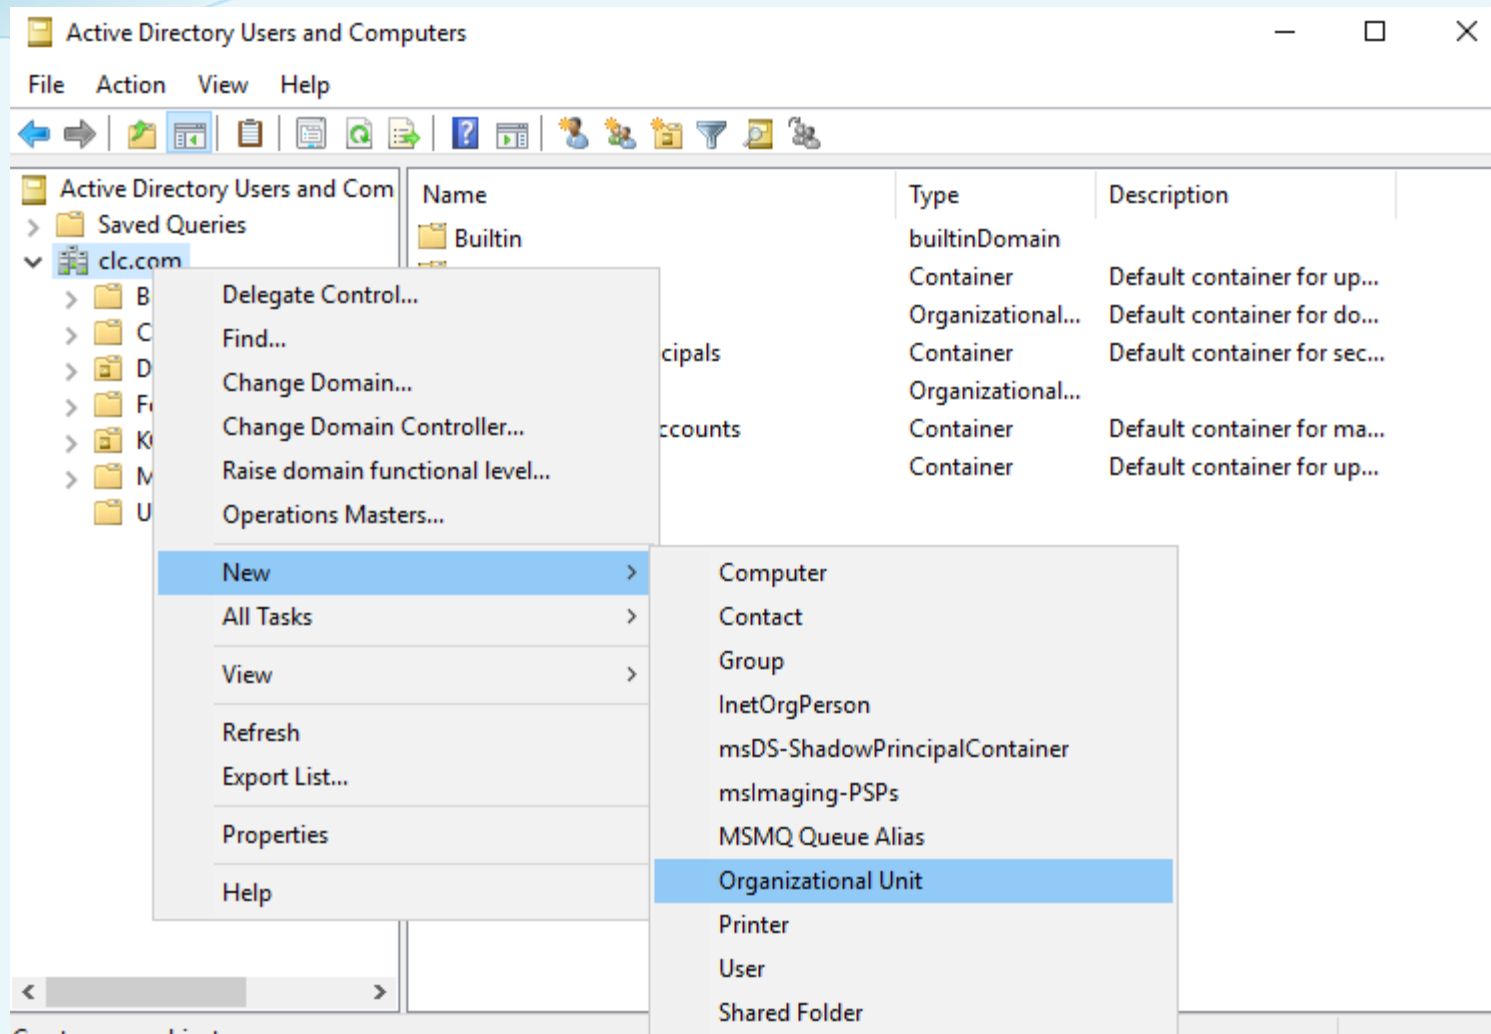 Active Directory Users and Computers
File Action View Help
Active Directory Users and Com
Saved Queries
clc.com
Name Type Description
Builtin builtinDomain
Container Default container for up...
Organizational... Default container for do...
cipals Container Default container for sec...
Organizational...
ccounts Container Default container for ma...
Container Default container for up...
B
C
D
F
K
M
U
Delegate Control...
Find...
Change Domain...
Change Domain Controller...
Raise domain functional level...
Operations Masters...
New
All Tasks
View
Refresh
Export List...
Properties
Help
Computer
Contact
Group
InetOrgPerson
msDS-ShadowPrincipalContainer
msImaging-PSPs
MSMQ Queue Alias
Organizational Unit
Printer
User
Shared Folder